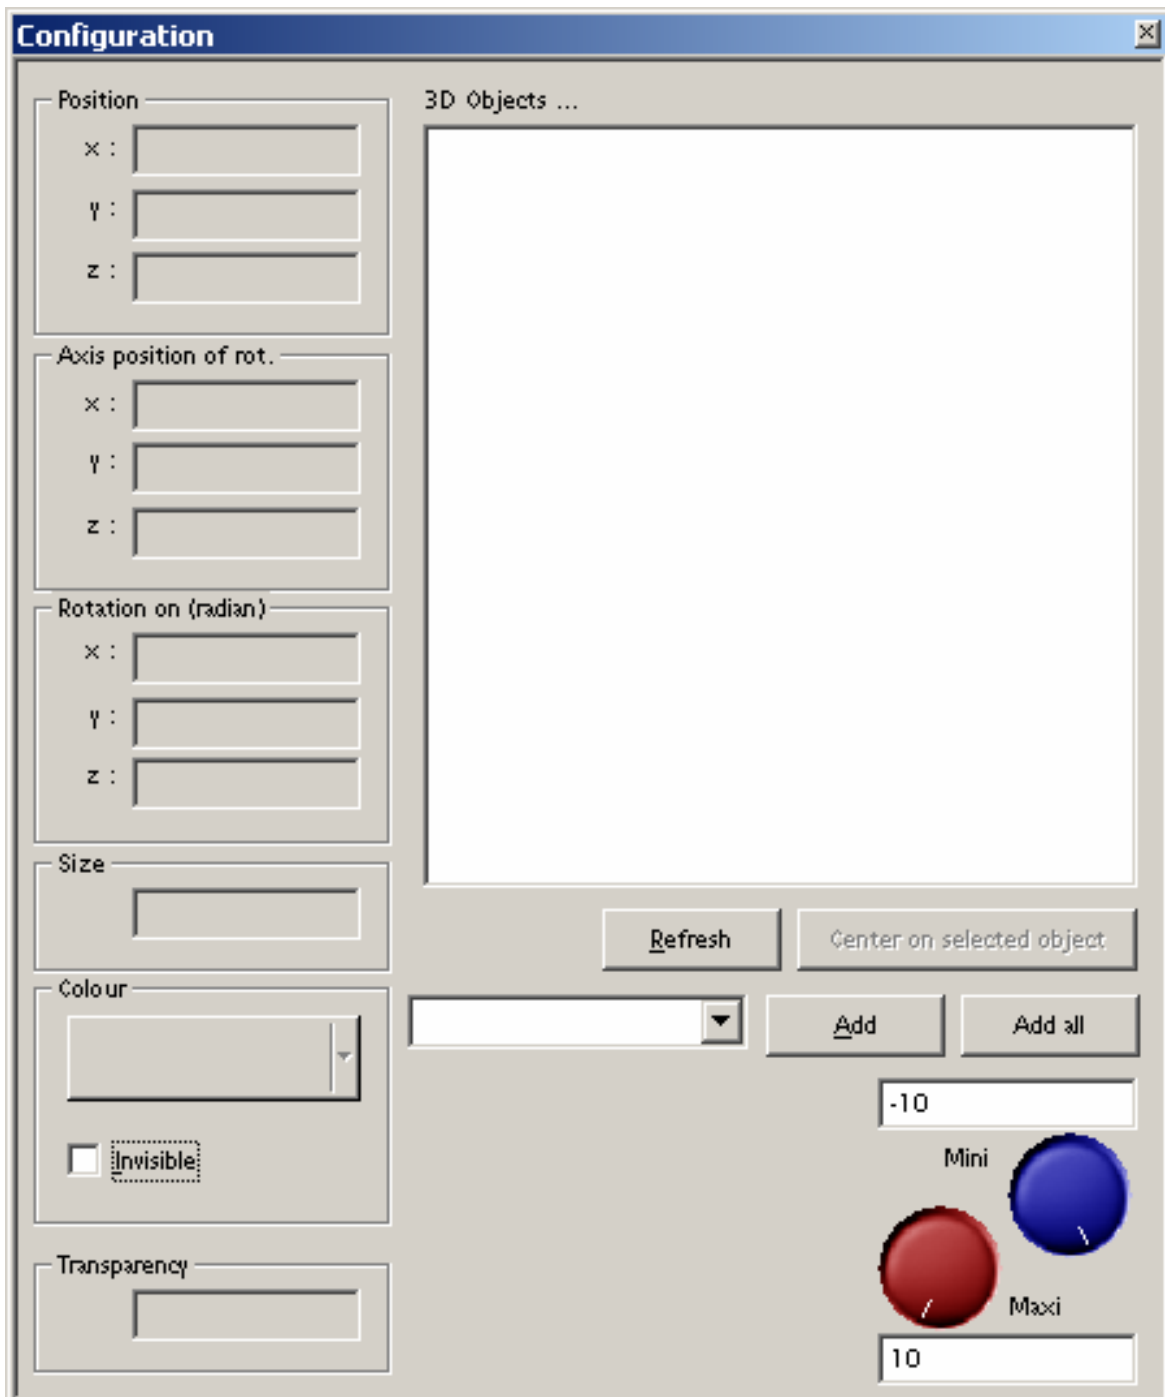 Configuration
Position
x :
y :
z :
Axis position of rot.
x :
y :
z :
Rotation on (radian)
x :
y :
z :
Size
Colour
Invisible
Transparency
3D Objects ...
Refresh
Center on selected object
Add
Add all
-10
Mini
Maxi
10